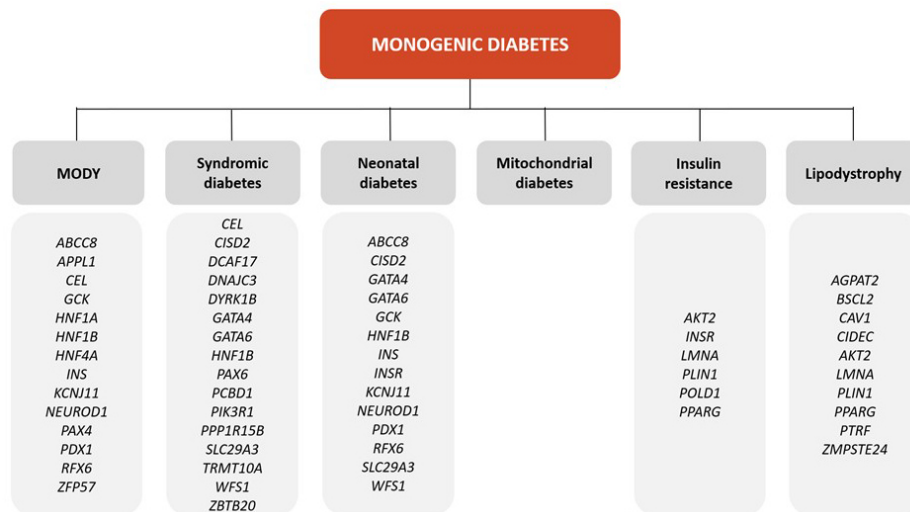 MONOGENIC DIABETES
MODY
ABCC8
APPL1
CEL
GCK
HNF1A
HNF1B
HNF4A
INS
KCNJ11
NEUROD1
PAX4
PDX1
RFX6
ZFP57
Syndromic
diabetes
CEL
CISD2
DCAF17
DNAJC3
DYRK1B
GATA4
GATA6
HNF1B
PAX6
PCBD1
PIK3R1
PPP1R15B
SLC29A3
TRMT10A
WFS1
ZBTB20
Neonatal
diabetes
ABCC8
CISD2
GATA4
GATA6
GCK
HNF1B
INS
INSR
KCNJ11
NEUROD1
PDX1
RFX6
SLC29A3
WFS1
Mitochondrial
diabetes
Insulin
resistance
AKT2
INSR
LMNA
PLIN1
POLD1
PPARG
Lipodystrophy
AGPAT2
BSCL2
CAV1
CIDEC
AKT2
LMNA
PLIN1
PPARG
PTRF
ZMPSTE24